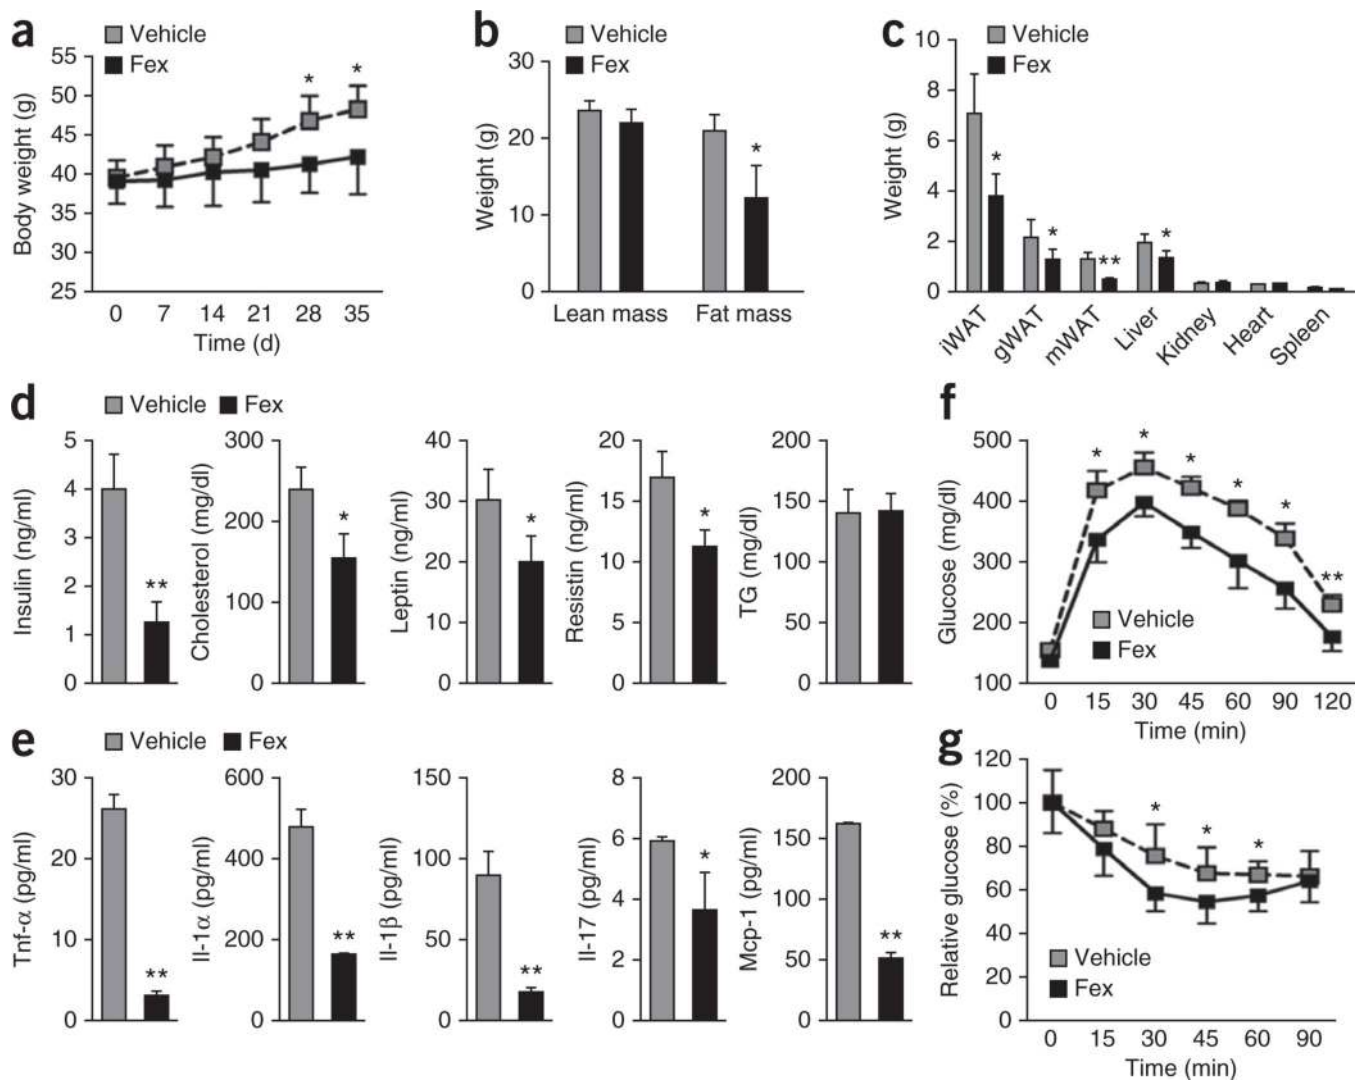 a
Vehicle
Fex
Body weight (g)
55
50
45
40
35
30
25
* *
0 7 14 21 28 35
Time (d)
b
Vehicle
Fex
Weight (g)
30
20
10
0
*
Lean mass Fat mass
c
Vehicle
Fex
Weight (g)
10
8
6
4
2
0
* * ** *
iWAT gWAT mWAT Liver Kidney Heart Spleen
d
Vehicle Fex
Insulin (ng/ml)
5
4
3
2
1
0
**
Cholesterol (mg/dl)
300
200
100
0
*
Leptin (ng/ml)
40
30
20
10
0
*
Resistin (ng/ml)
20
15
10
5
0
*
TG (mg/dl)
200
150
100
50
0
e
Vehicle Fex
Tnf-α (pg/ml)
30
20
10
0
**
Il-1α (pg/ml)
600
400
200
0
**
Il-1β (pg/ml)
150
100
50
0
**
Il-17 (pg/ml)
8
6
4
2
0
*
Mcp-1 (pg/ml)
200
150
100
50
0
**
f
Glucose (mg/dl)
500
400
300
200
100
* * * * * **
Vehicle
Fex
0 15 30 45 60 90 120
Time (min)
g
Relative glucose (%)
120
100
80
60
40
20
0
* * *
Vehicle
Fex
0 15 30 45 60 90
Time (min)